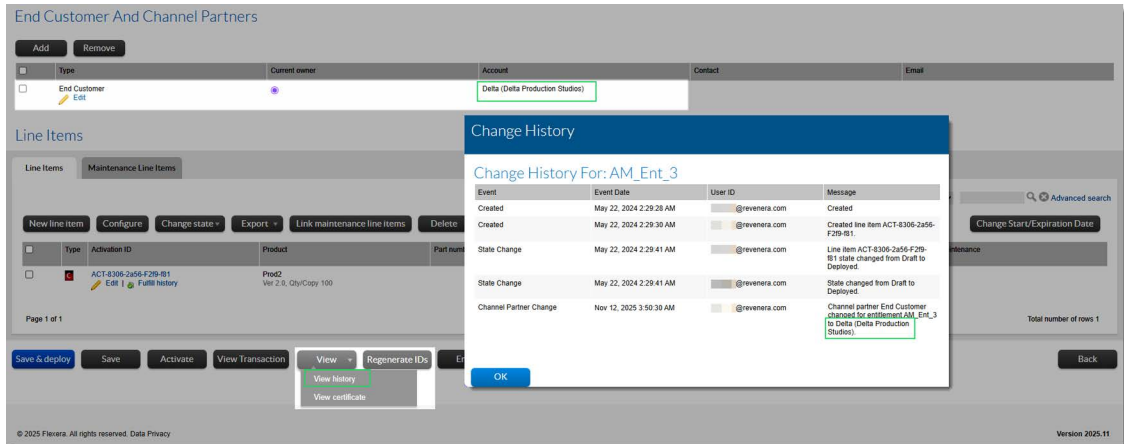 End Customer And Channel Partners
Add Remove
Type Current owner Account Contact Email
End Customer Delta (Delta Production Studios)
Edit
Line Items
Line Items Maintenance Line Items
Advanced search
New line item Configure Change state Export Link maintenance line items Delete Change Start/Expiration Date
Type Activation ID Product Part num
C ACT-8306-2a56-F2f9-f81 Prod2
Edit | Fulfill history Ver 2.0, Qty/Copy 100
Page 1 of 1 Total number of rows 1
Save & deploy Save Activate View Transaction View Regenerate IDs Back
View history
View certificate
Change History
Change History For: AM_Ent_3
Event Event Date User ID Message
Created May 22, 2024 2:29:28 AM @revenera.com Created
Created May 22, 2024 2:29:30 AM @revenera.com Created line item ACT-8306-2a56-
F2f9-f81.
State Change May 22, 2024 2:29:41 AM @revenera.com Line item ACT-8306-2a56-F2f9-
f81 state changed from Draft to
Deployed.
State Change May 22, 2024 2:29:41 AM @revenera.com State changed from Draft to
Deployed.
Channel Partner Change Nov 12, 2025 3:50:30 AM @revenera.com Channel partner End Customer
changed for entitlement AM_Ent_3
to Delta (Delta Production
Studios).
OK
© 2025 Flexera. All rights reserved. Data Privacy Version 2025.11